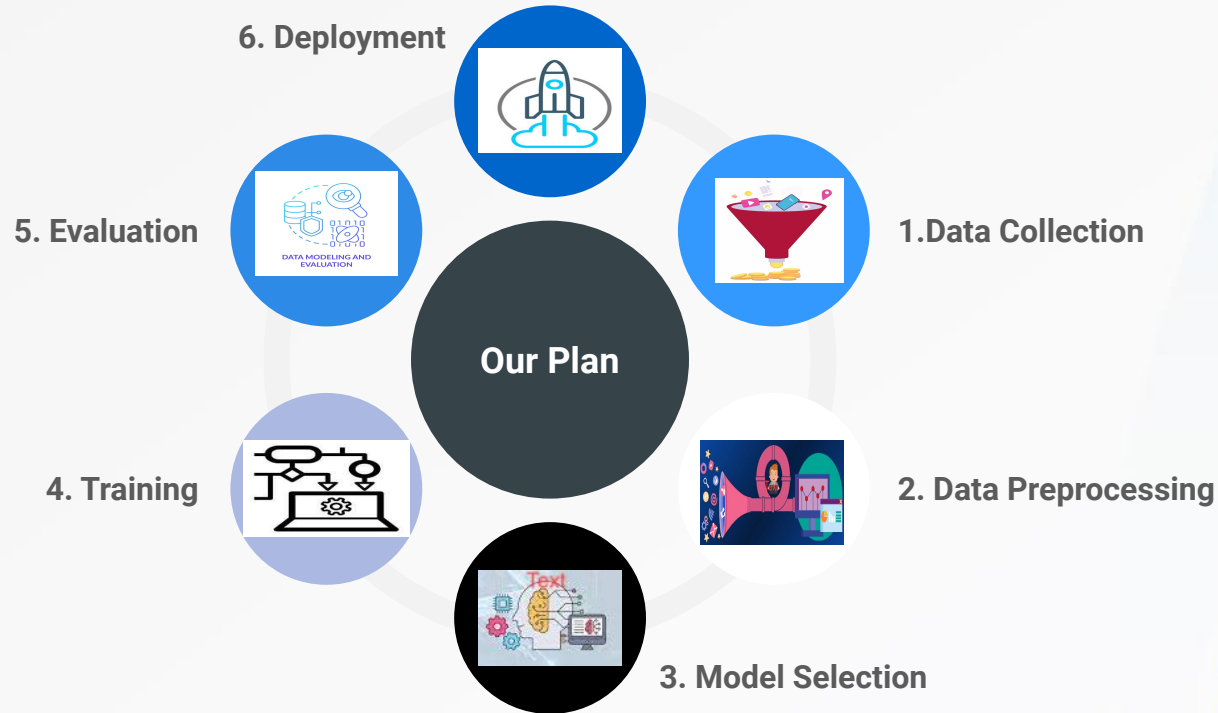 6. Deployment
1.Data Collection
5. Evaluation
DATA MODELING AND
EVALUATION
Our Plan
4. Training
2. Data Preprocessing
Text
3. Model Selection